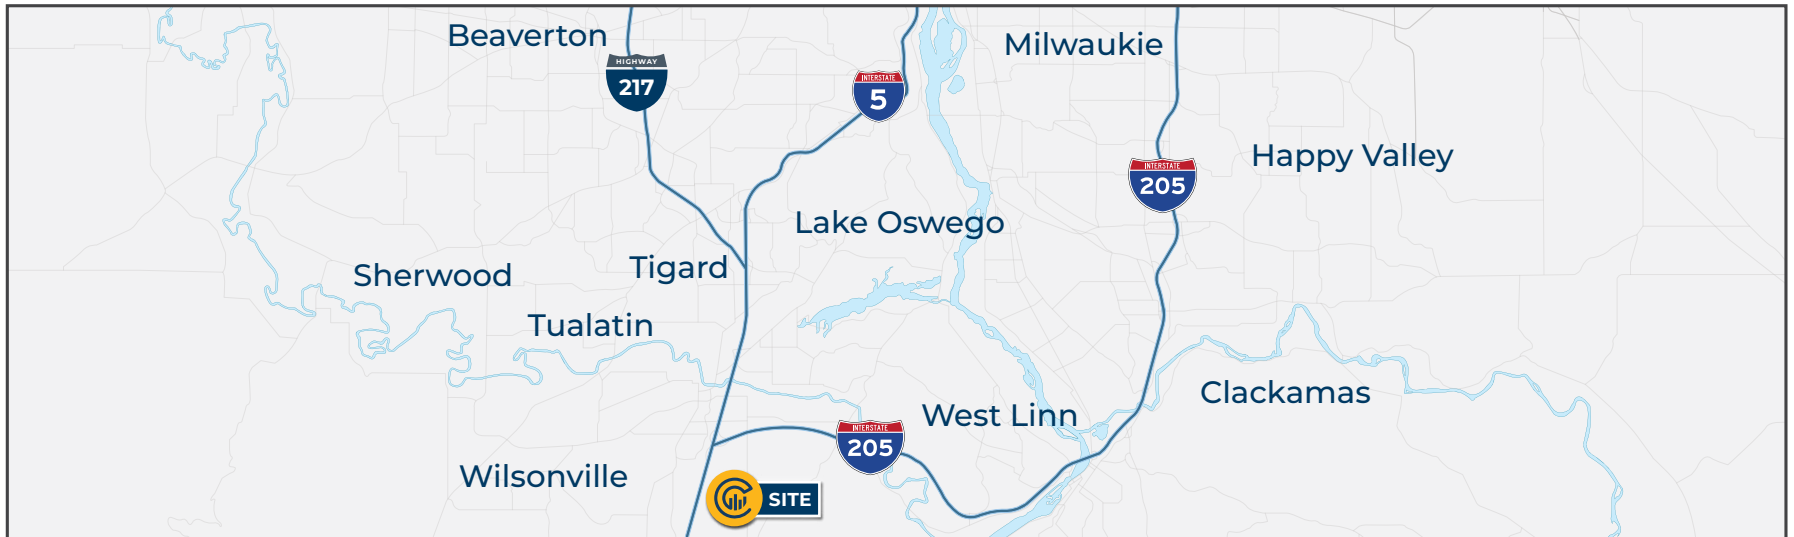 Beaverton
HIGHWAY
217
INTERSTATE
5
Milwaukie
Happy Valley
INTERSTATE
205
Lake Oswego
Sherwood
Tigard
Tualatin
Clackamas
West Linn
INTERSTATE
205
Wilsonville
SITE